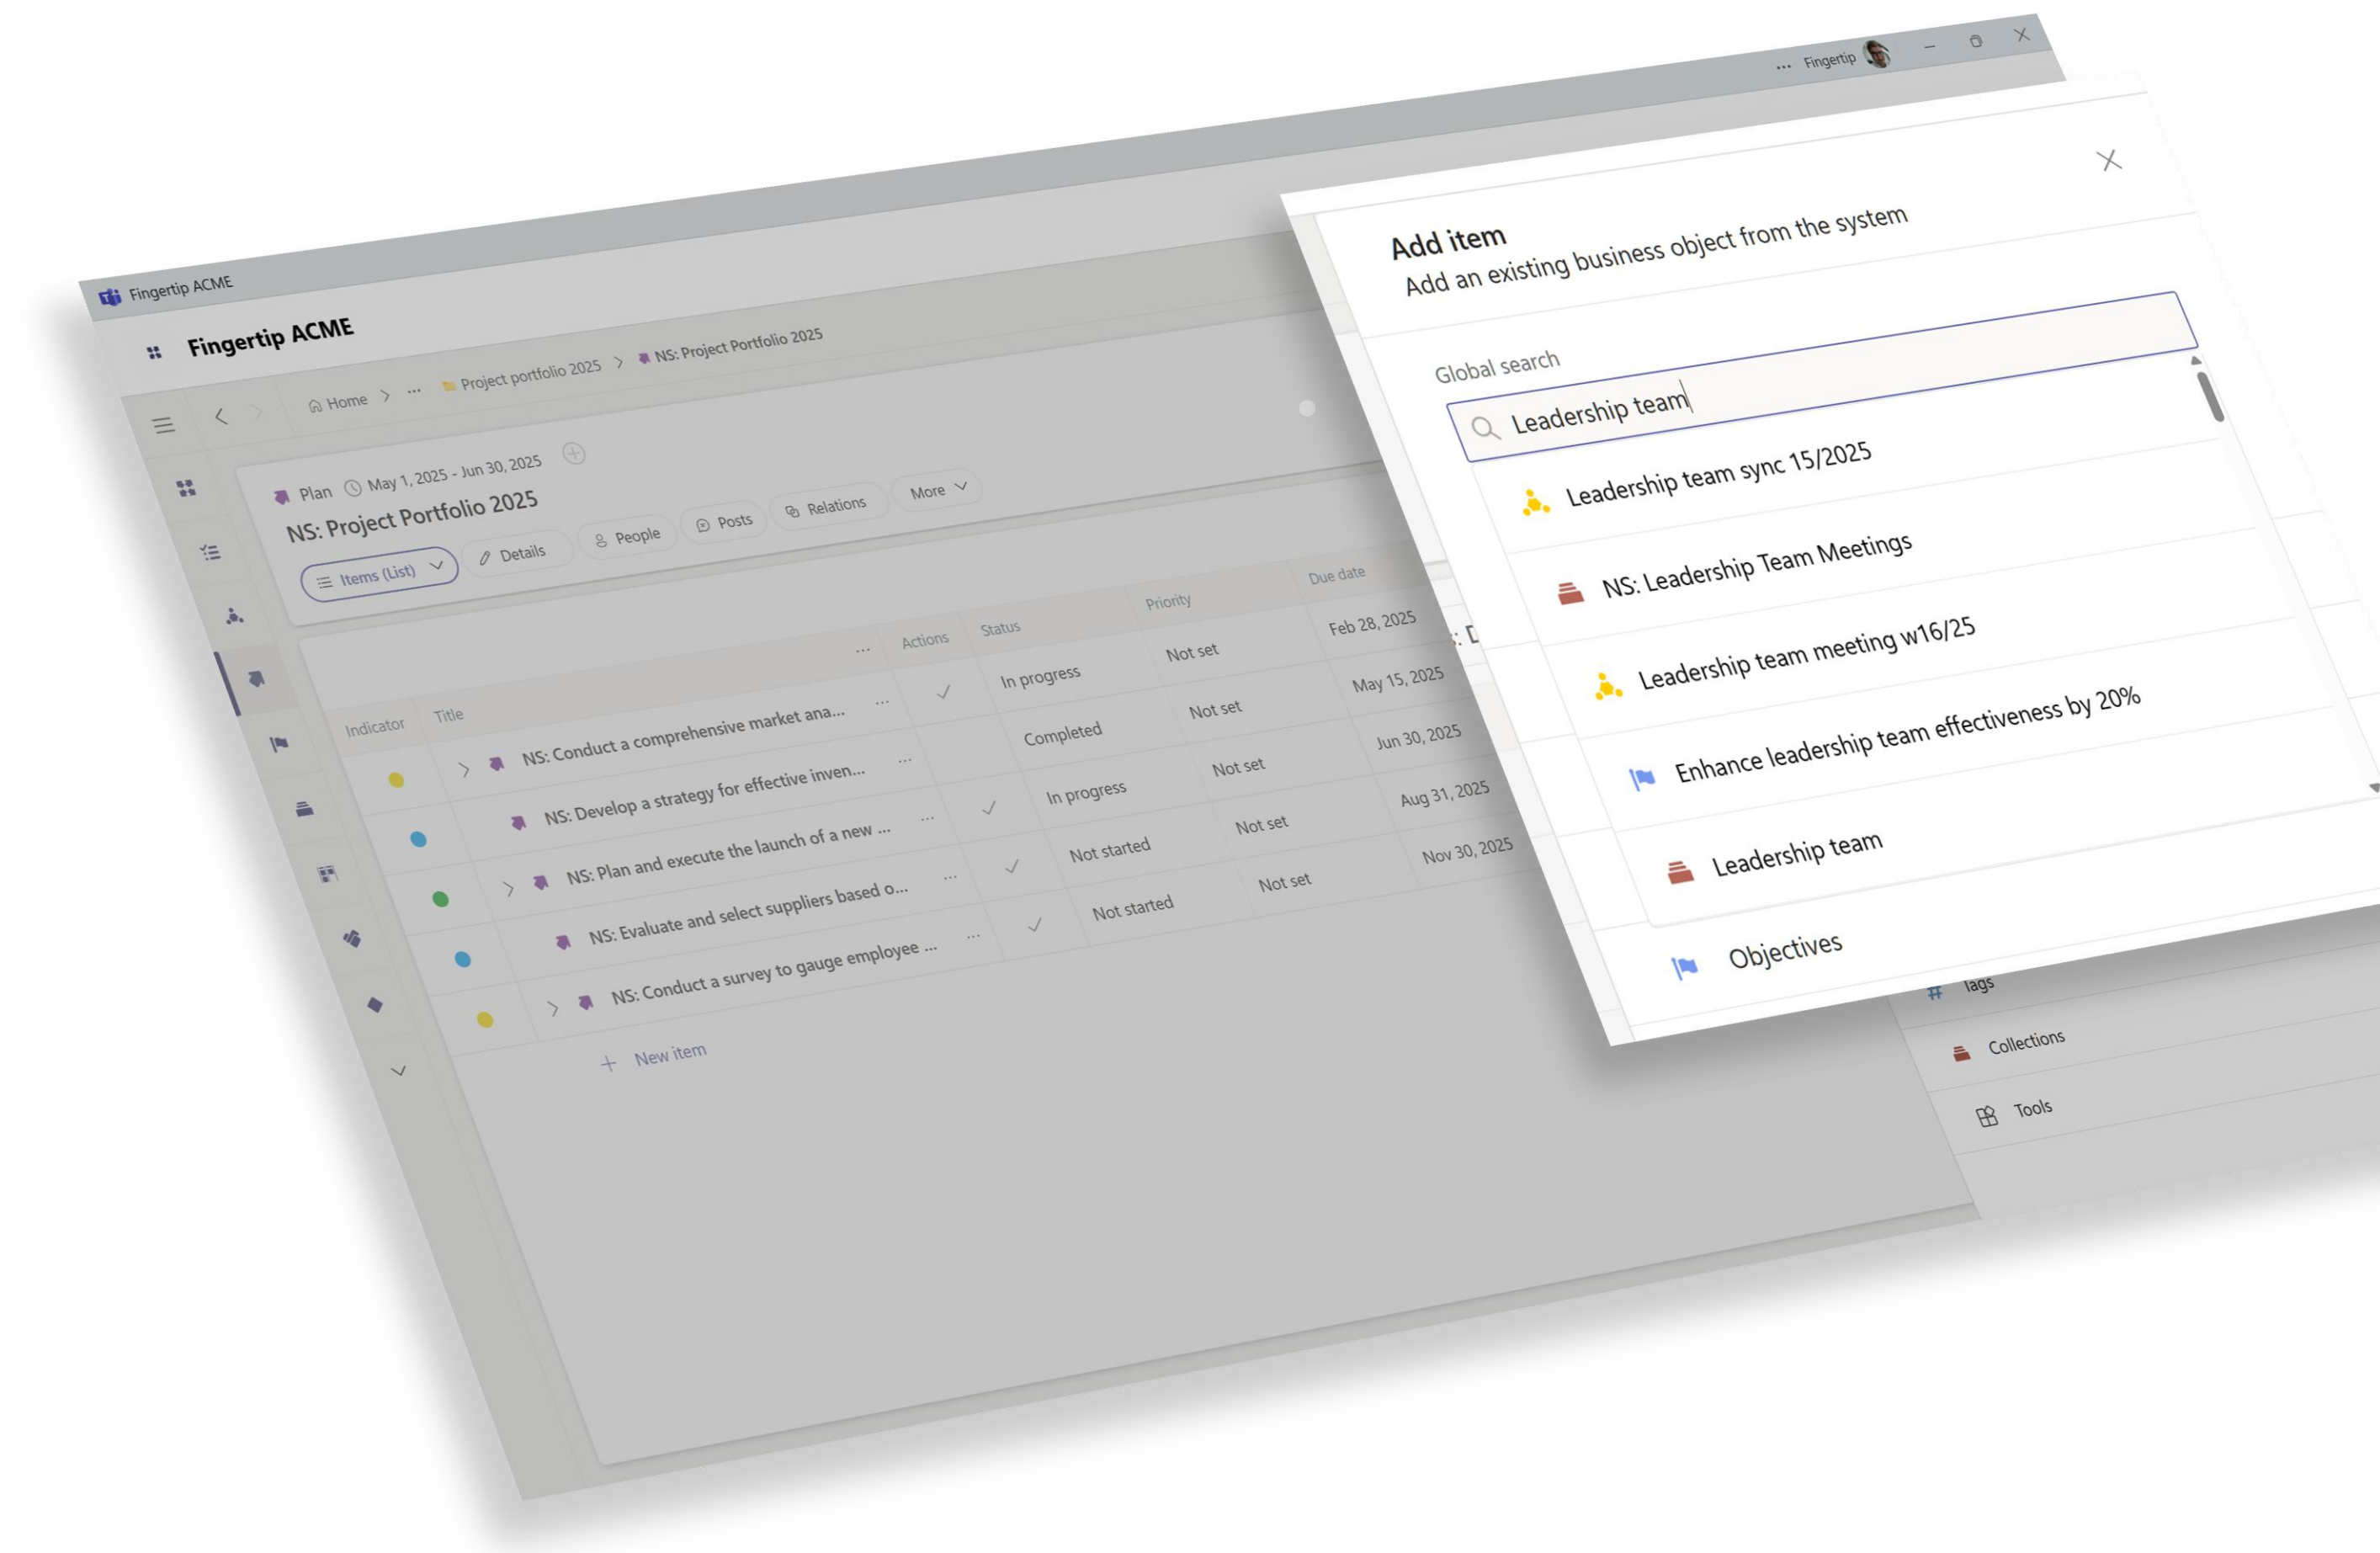 Fingertip ACME
... Fingertip
Fingertip ACME
Home > ... Project portfolio 2025 > NS: Project Portfolio 2025
Plan May 1, 2025 - Jun 30, 2025
NS: Project Portfolio 2025
Items (List) Details People Posts Relations More
Indicator Title ... Actions Status Priority Due date
NS: Conduct a comprehensive market ana... ... In progress Not set Feb 28, 2025
NS: Develop a strategy for effective inven... ... Completed Not set May 15, 2025
NS: Plan and execute the launch of a new ... ... In progress Not set Jun 30, 2025
NS: Evaluate and select suppliers based o... ... Not started Not set Aug 31, 2025
NS: Conduct a survey to gauge employee ... ... Not started Not set Nov 30, 2025
+ New item
Add item
Add an existing business object from the system
Global search
Leadership team
Leadership team sync 15/2025
NS: Leadership Team Meetings
Leadership team meeting w16/25
Enhance leadership team effectiveness by 20%
Leadership team
Objectives
Tags
Collections
Tools